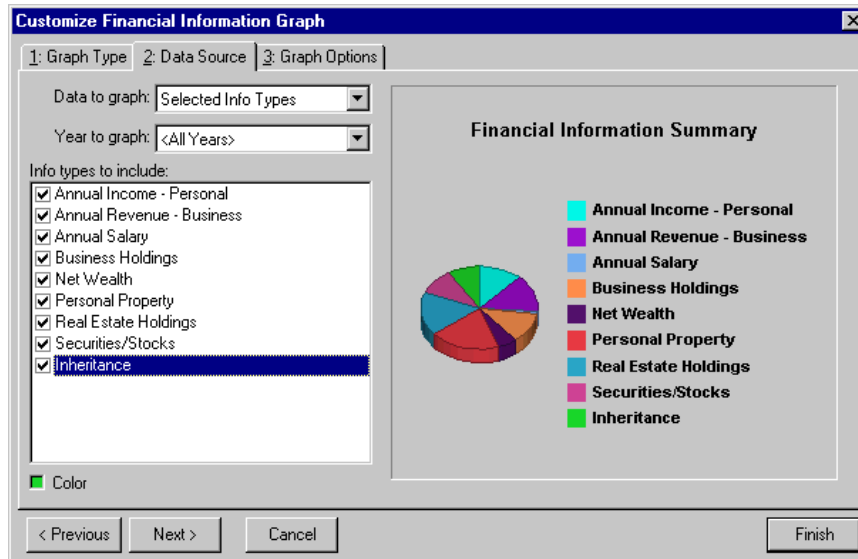 Customize Financial Information Graph
1: Graph Type
2: Data Source
3: Graph Options
Data to graph: Selected Info Types
Year to graph: <All Years>
Info types to include:
Annual Income - Personal
Annual Revenue - Business
Annual Salary
Business Holdings
Net Wealth
Personal Property
Real Estate Holdings
Securities/Stocks
Inheritance
Color
Financial Information Summary
Annual Income - Personal
Annual Revenue - Business
Annual Salary
Business Holdings
Net Wealth
Personal Property
Real Estate Holdings
Securities/Stocks
Inheritance
< Previous
Next >
Cancel
Finish